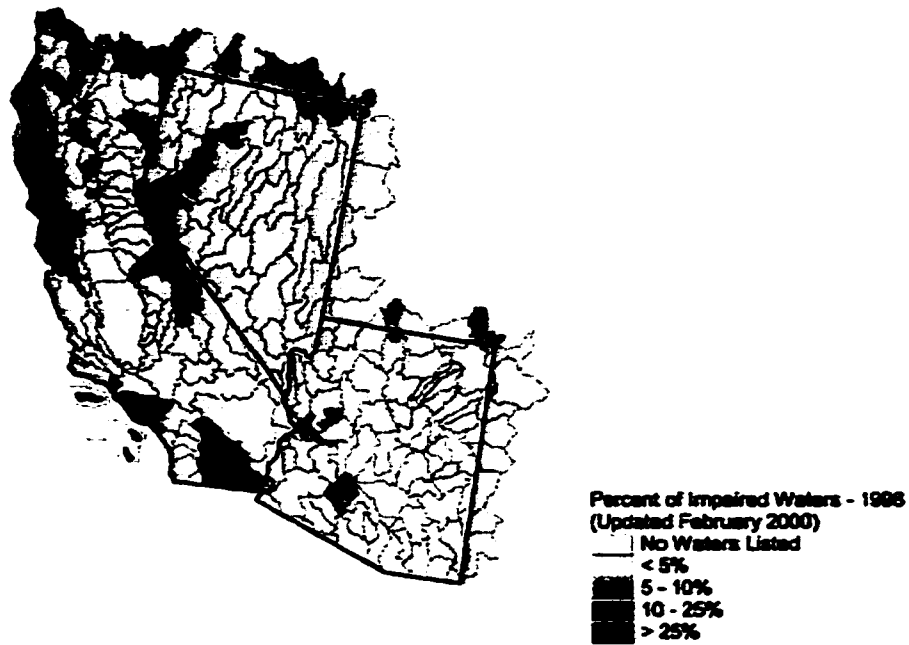 Percent of Impaired Waters - 1998
(Updated February 2000)
No Waters Listed
< 5%
5 - 10%
10 - 25%
> 25%